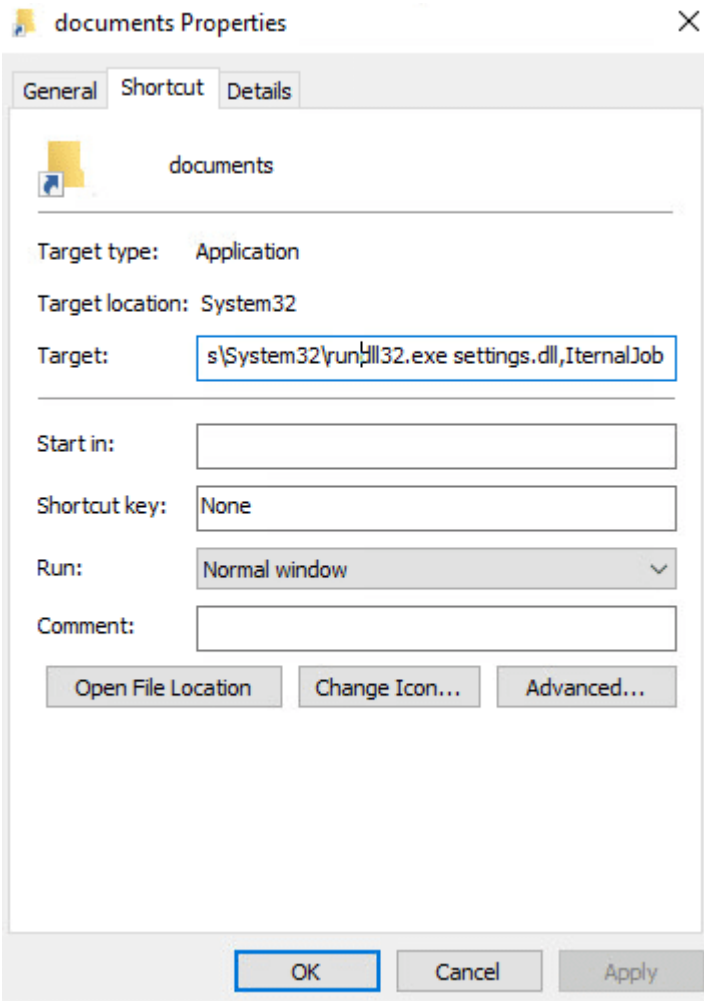 documents Properties
General Shortcut Details
documents
Target type: Application
Target location: System32
Target: s\System32\rundll32.exe settings.dll,IternalJob
Start in:
Shortcut key: None
Run: Normal window
Comment:
Open File Location Change Icon... Advanced...
OK Cancel Apply